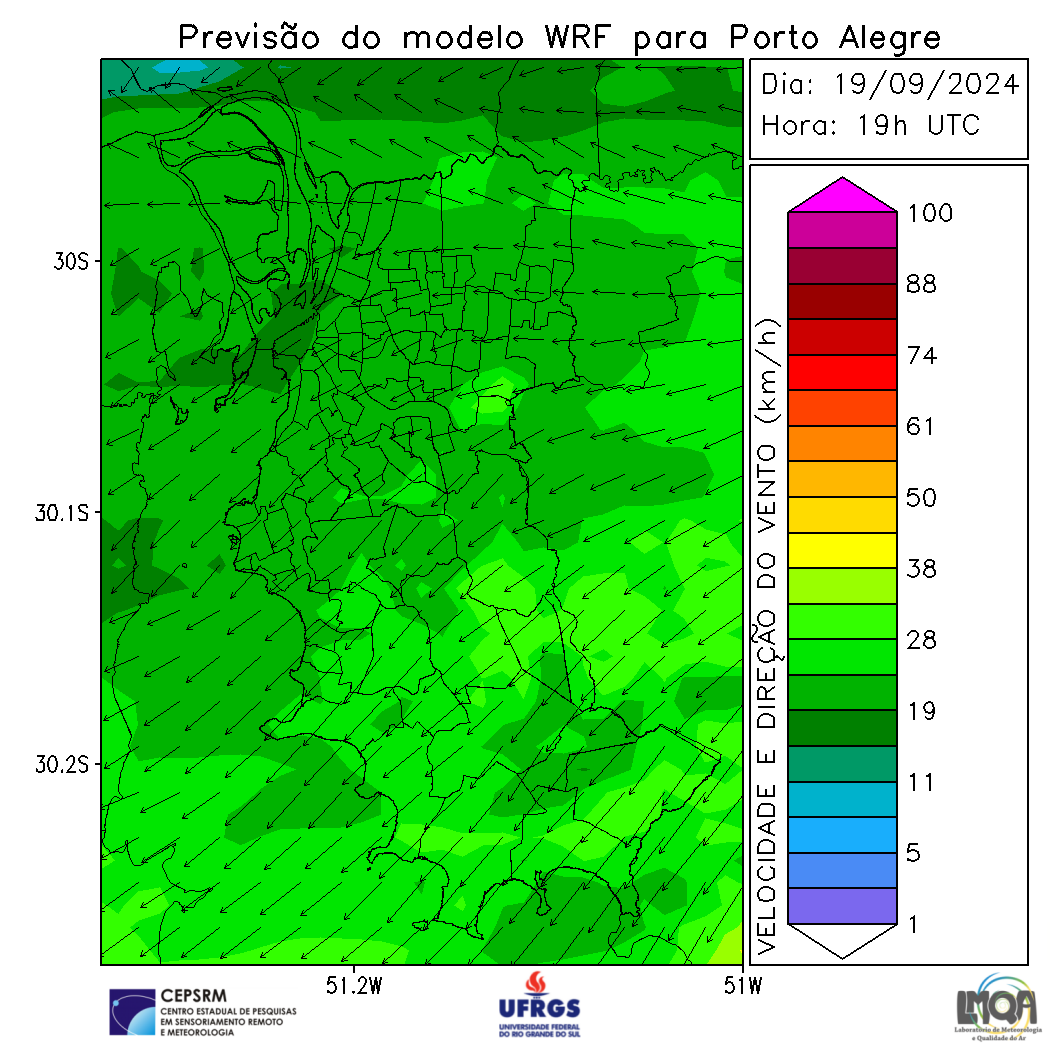 Previsão do modelo WRF para Porto Alegre
Dia: 19/09/2024
Hora: 19h UTC
30S
30.1S
30.2S
51.2W
51W
VELOCIDADE E DIREÇÃO DO VENTO (km/h)
100
88
74
61
50
38
28
19
11
5
1
CEPSRM
CENTRO ESTADUAL DE PESQUISAS
EM SENSORIAMENTO REMOTO
E METEOROLOGIA
UFRGS
UNIVERSIDADE FEDERAL
DO RIO GRANDE DO SUL
LMQA
Laboratório de Meteorologia
e Qualidade do Ar